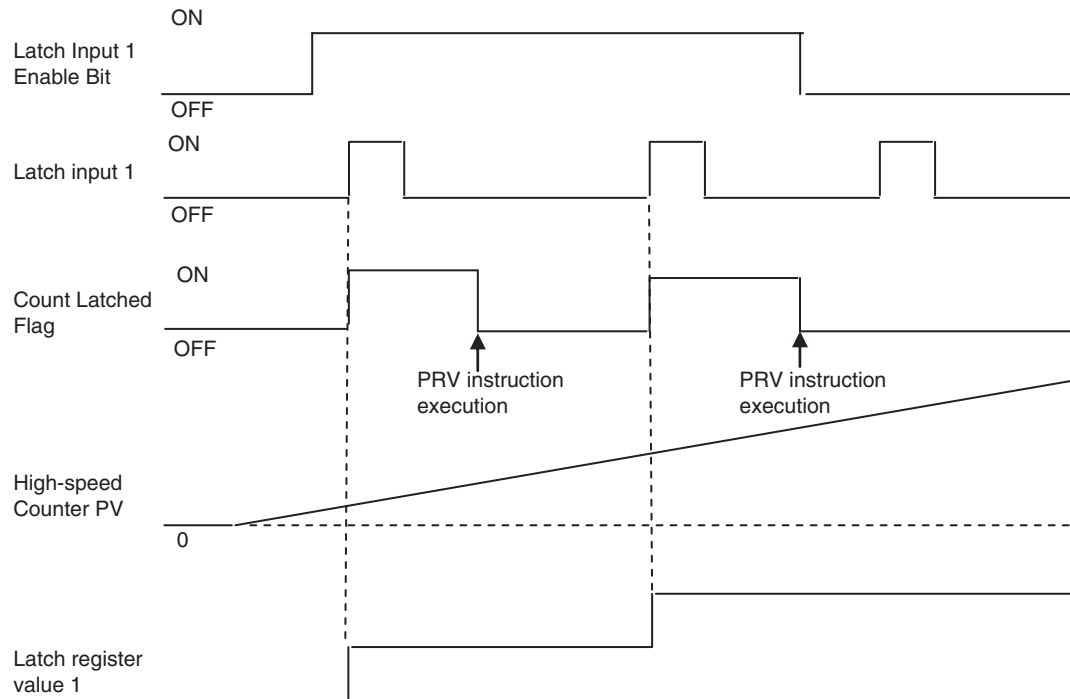 ON
Latch Input 1
Enable Bit
OFF
ON
Latch input 1
OFF
ON
Count Latched
Flag
OFF
PRV instruction
execution
PRV instruction
execution
High-speed
Counter PV
0
Latch register
value 1